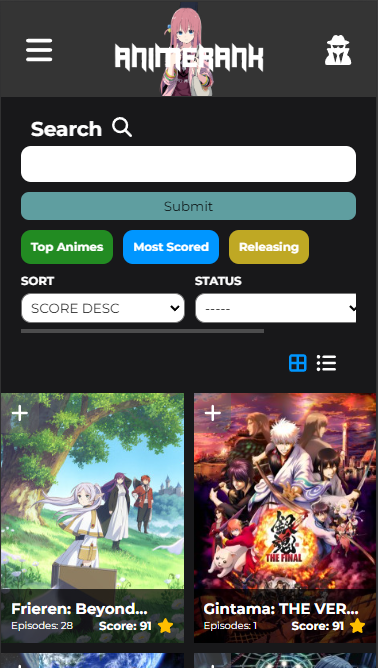 ANIMERANK
Search
Submit
Top Animes
Most Scored
Releasing
SORT
STATUS
SCORE DESC
-----
THE FINAL
Frieren: Beyond...
Episodes: 28
Score: 91
Gintama: THE VER...
Episodes: 1
Score: 91